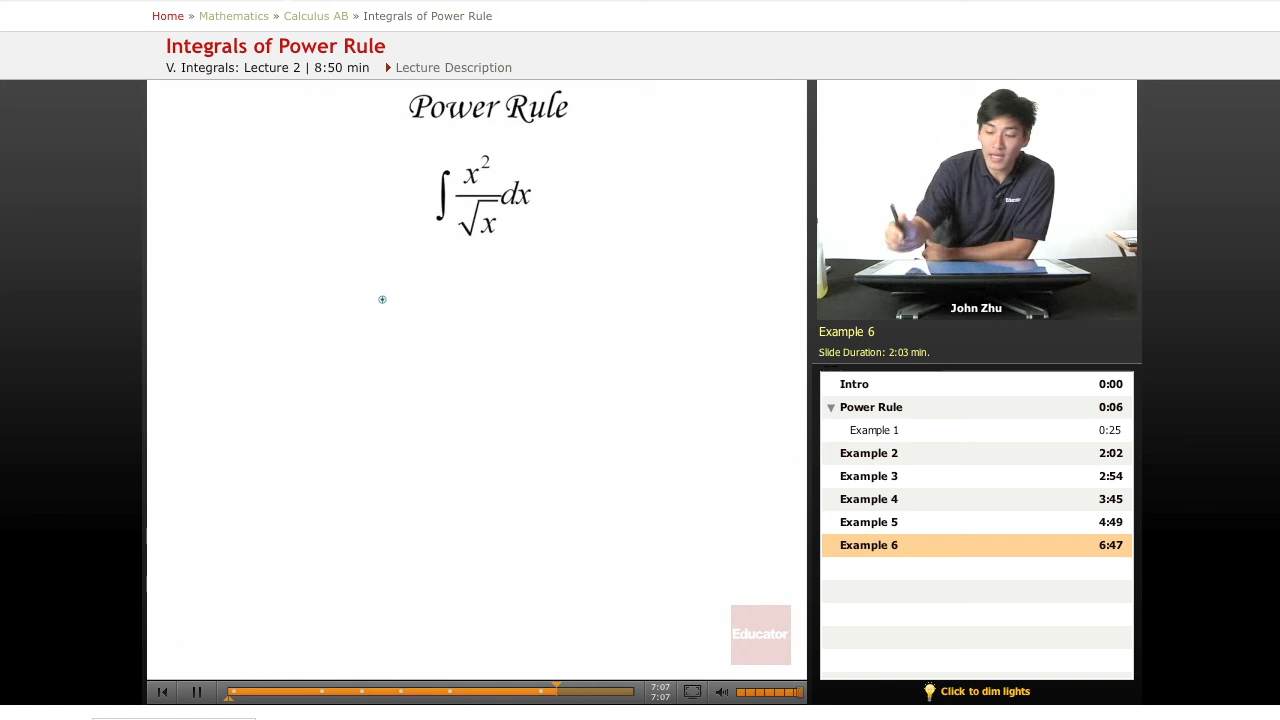 Home » Mathematics » Calculus AB » Integrals of Power Rule
Integrals of Power Rule
V. Integrals: Lecture 2 | 8:50 min Lecture Description
Power Rule
∫ x²/√x dx
Educator
John Zhu
Example 6
Slide Duration: 2:03 min.
Intro 0:00
Power Rule 0:06
Example 1 0:25
Example 2 2:02
Example 3 2:54
Example 4 3:45
Example 5 4:49
Example 6 6:47
Educator
7:07
7:07
Click to dim lights